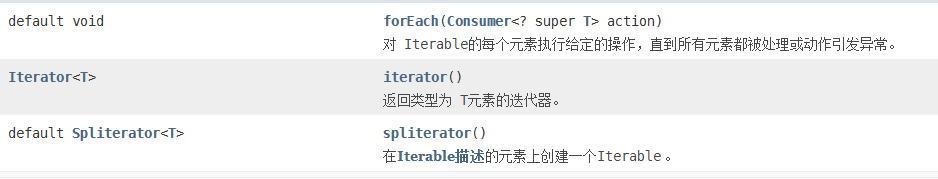 default void forEach(Consumer<? super T> action)
对 Iterable的每个元素执行给定的操作，直到所有元素都被处理或动作引发异常。
Iterator<T> iterator()
返回类型为 T元素的迭代器。
default Spliterator<T> spliterator()
在Iterable描述的元素上创建一个Iterable 。